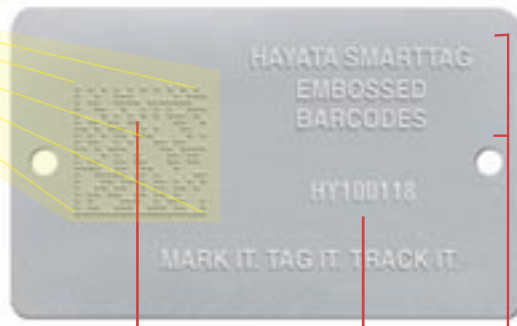 HAYATA SMARTTAG
EMBOSSED
BARCODES
HY100118
MARK IT. TAG IT. TRACK IT.